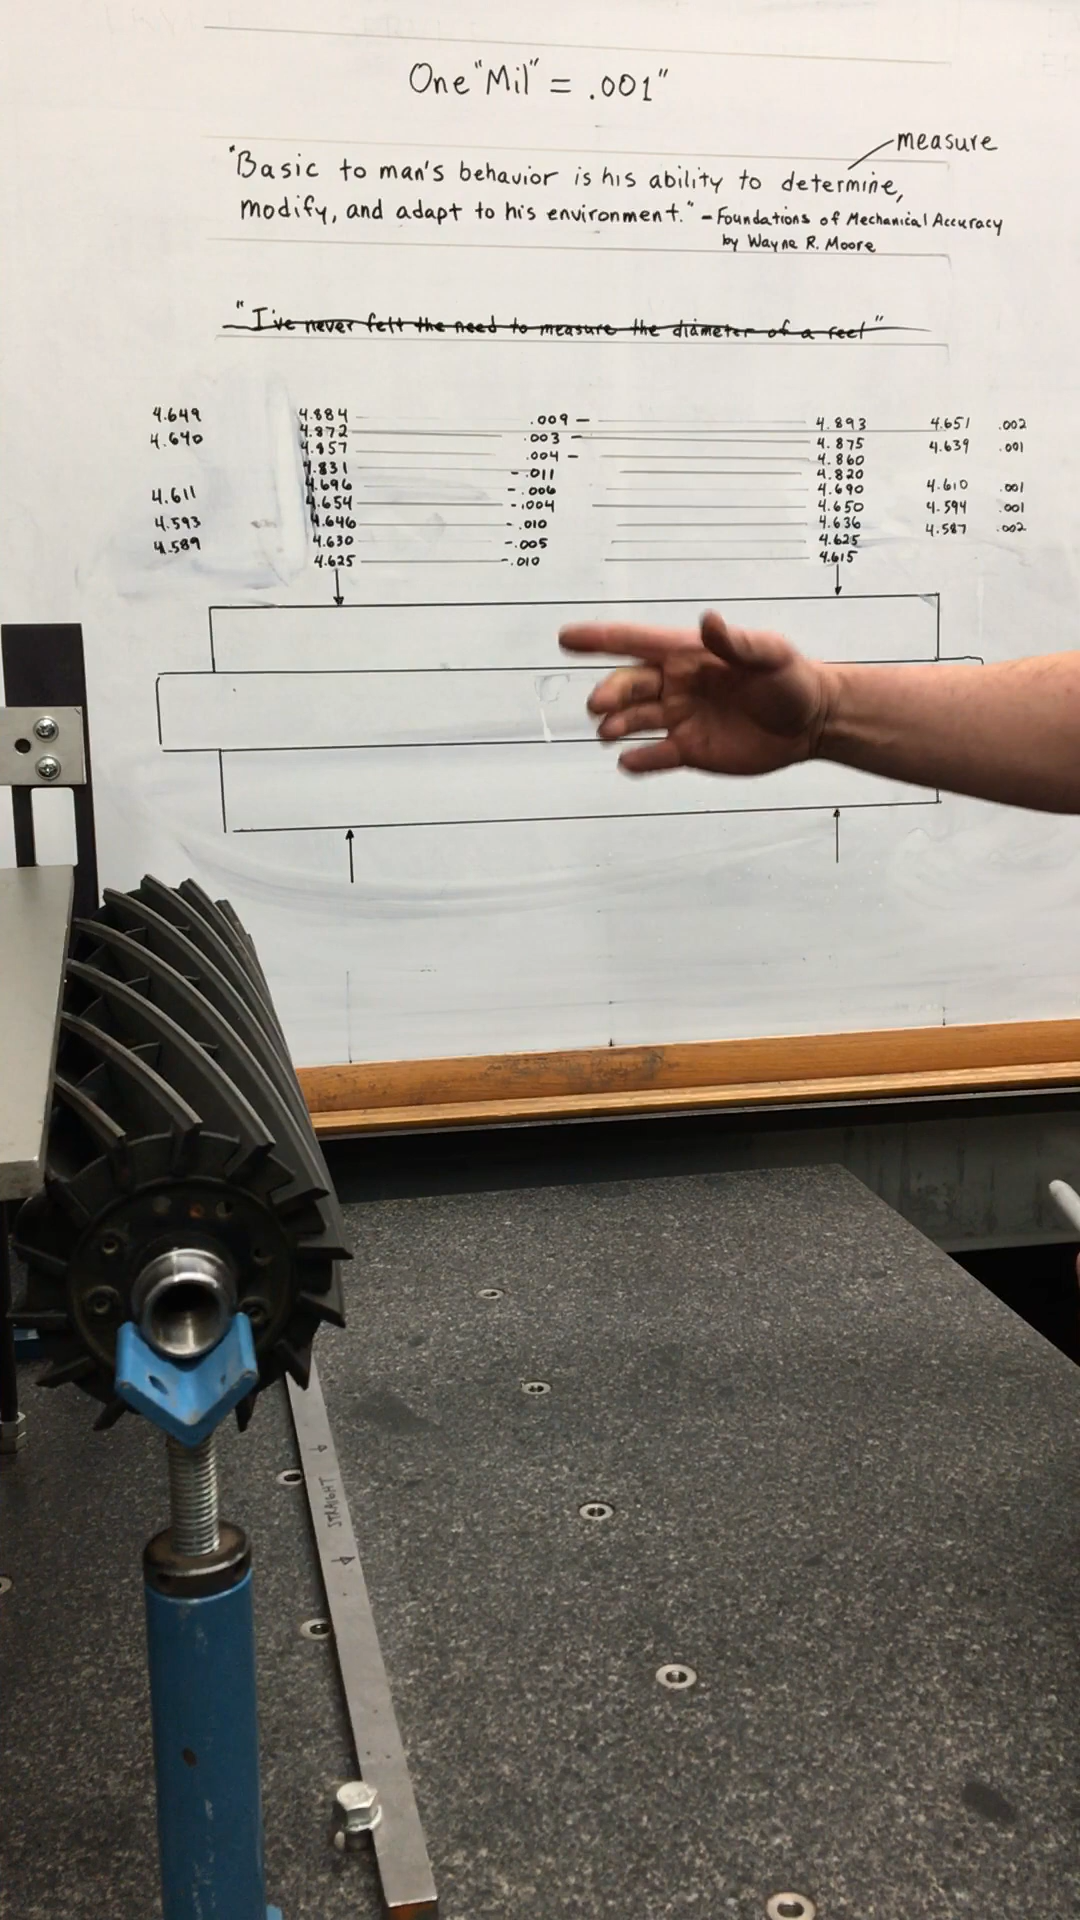 One "Mil" = .001"
measure
"Basic to man's behavior is his ability to determine,
modify, and adapt to his environment." - Foundations of Mechanical Accuracy
by Wayne R. Moore
"I've never felt the need to measure the diameter of a reel"
4.649 4.884 .009 - 4.893 4.651 .002
4.640 4.872 .003 - 4.875 4.639 .001
4.857 .004 - 4.860
4.831 -.011 4.820
4.611 4.696 -.006 4.690 4.610 .001
4.654 -.004 4.650 4.594 .001
4.593 4.646 -.010 4.636 4.587 .002
4.589 4.630 -.005 4.625
4.625 -.010 4.615
STRAIGHT